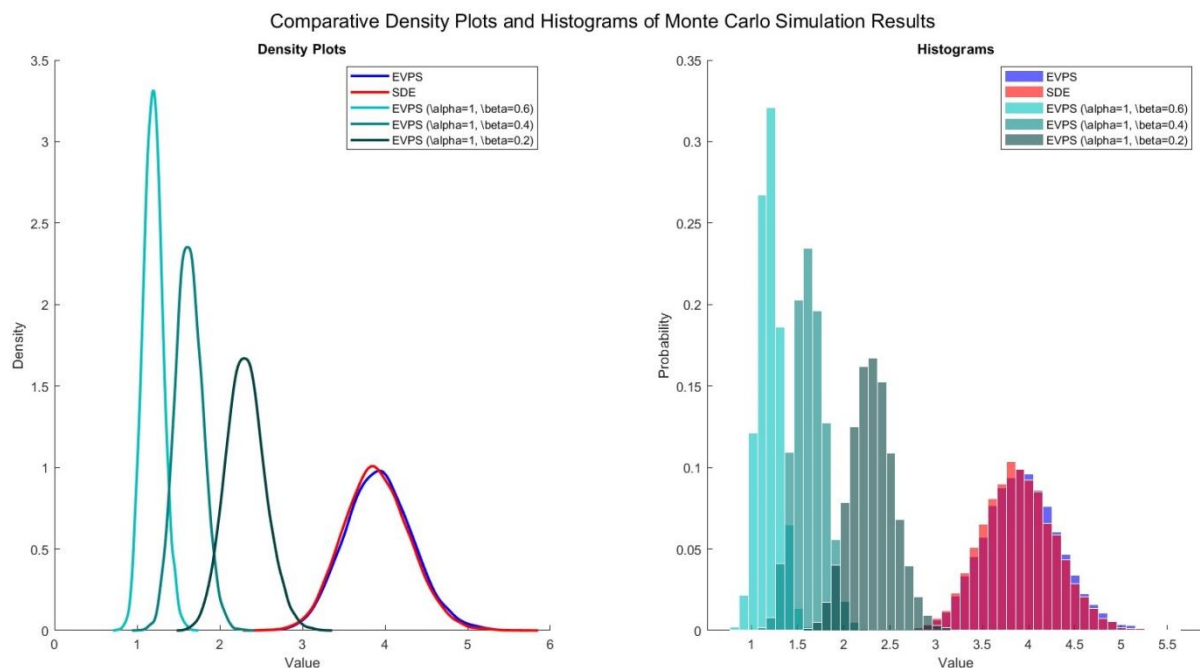 Comparative Density Plots and Histograms of Monte Carlo Simulation Results
Density Plots
3.5
3
2.5
2
1.5
1
0.5
0
Density
0 1 2 3 4 5 6
Value
EVPS
SDE
EVPS (\alpha=1, \beta=0.6)
EVPS (\alpha=1, \beta=0.4)
EVPS (\alpha=1, \beta=0.2)
Histograms
0.35
0.3
0.25
0.2
0.15
0.1
0.05
0
Probability
1 1.5 2 2.5 3 3.5 4 4.5 5 5.5
Value
EVPS
SDE
EVPS (\alpha=1, \beta=0.6)
EVPS (\alpha=1, \beta=0.4)
EVPS (\alpha=1, \beta=0.2)